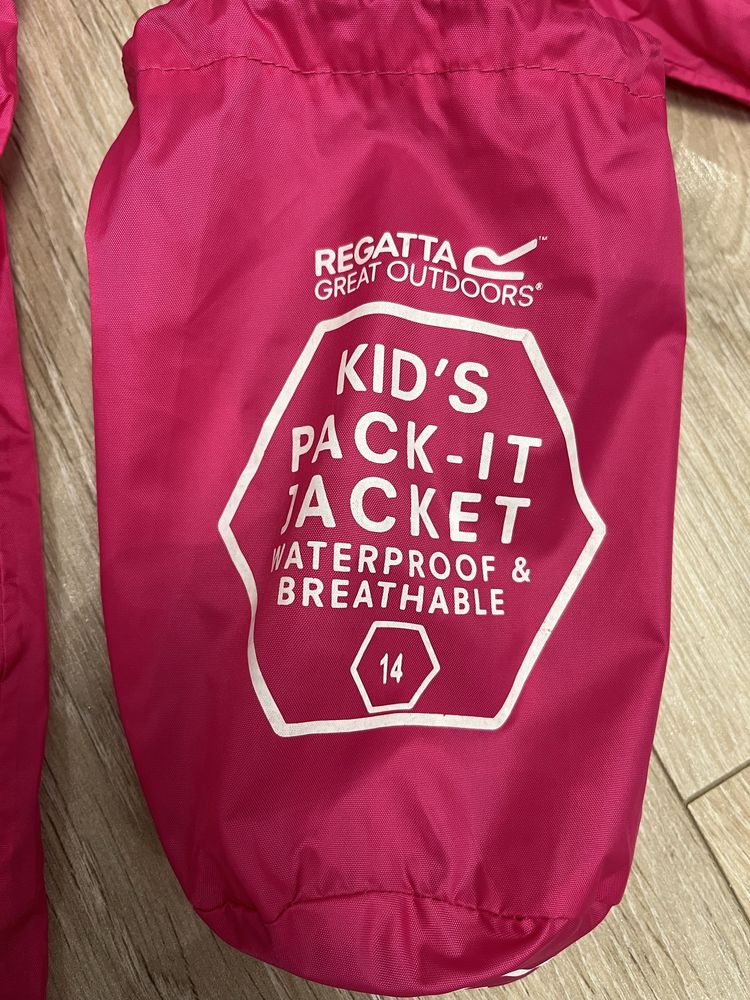 REGATTA
GREAT OUTDOORS®
KID'S
PACK-IT
JACKET
WATERPROOF &
BREATHABLE
14